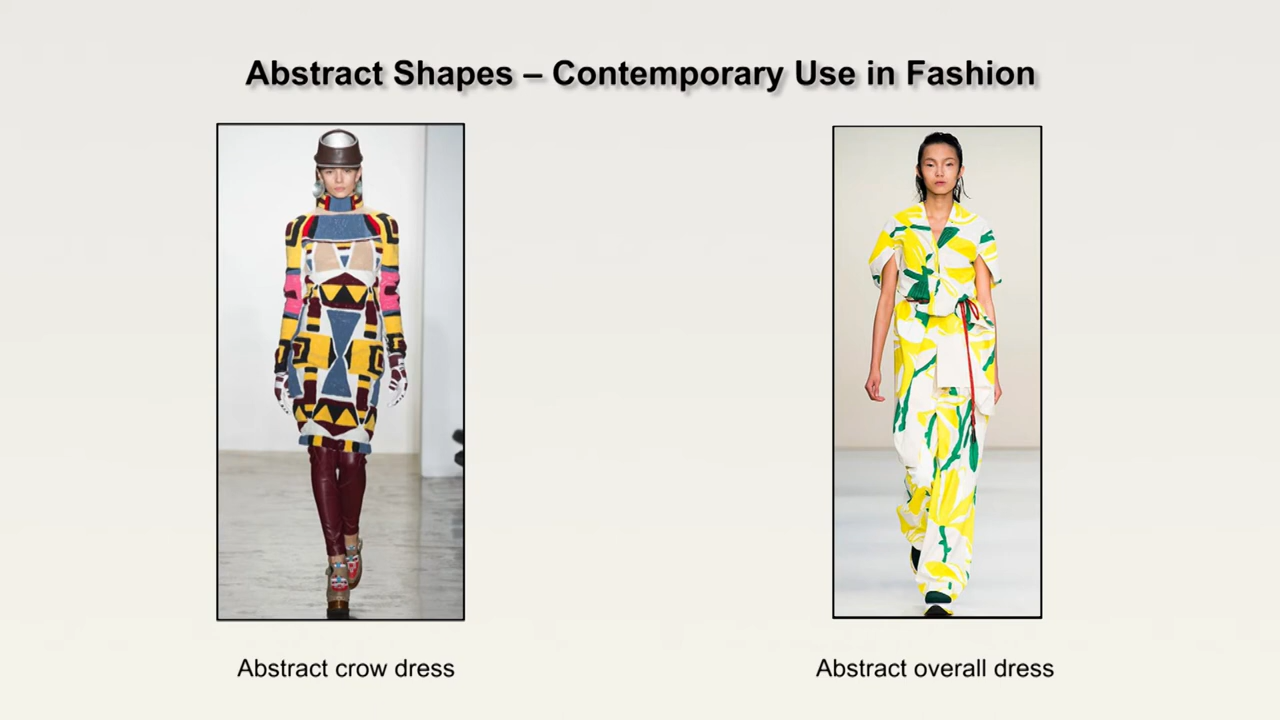 Abstract Shapes – Contemporary Use in Fashion
Abstract crow dress
Abstract overall dress